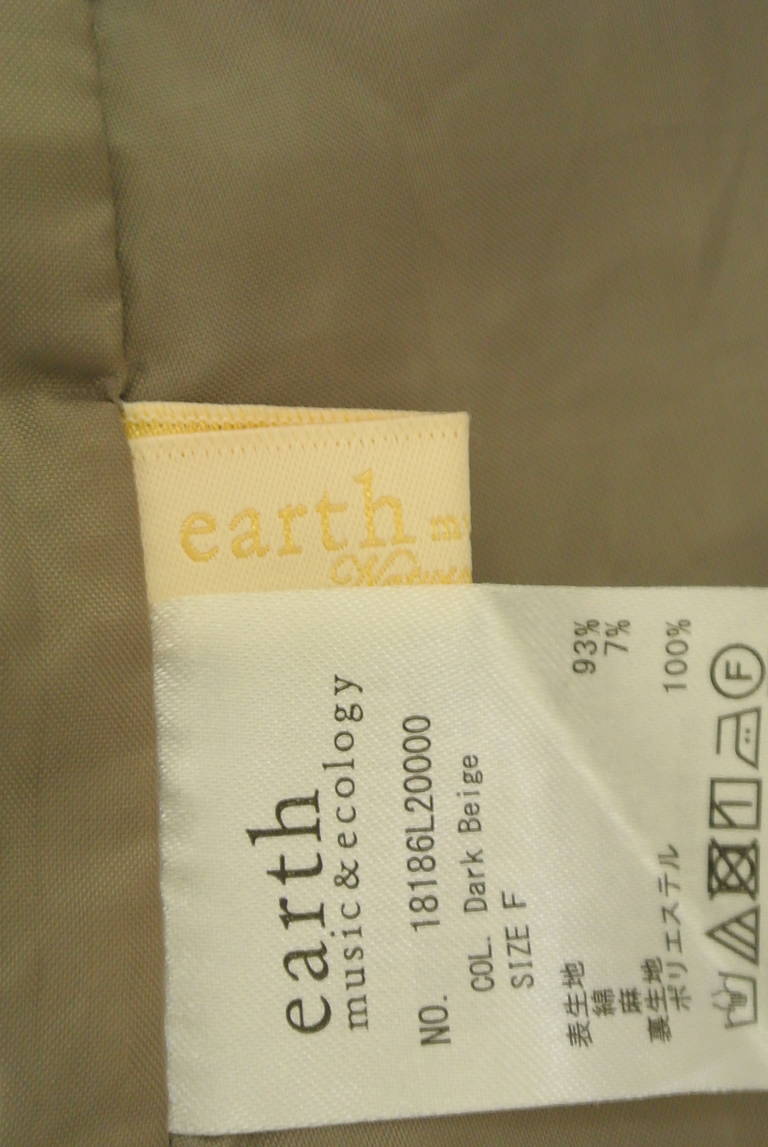 earth
earth
music&ecology
NO. 18186L20000
COL. Dark Beige
SIZE F
表生地
綿 93%
麻 7%
裏生地
ポリエステル 100%
F